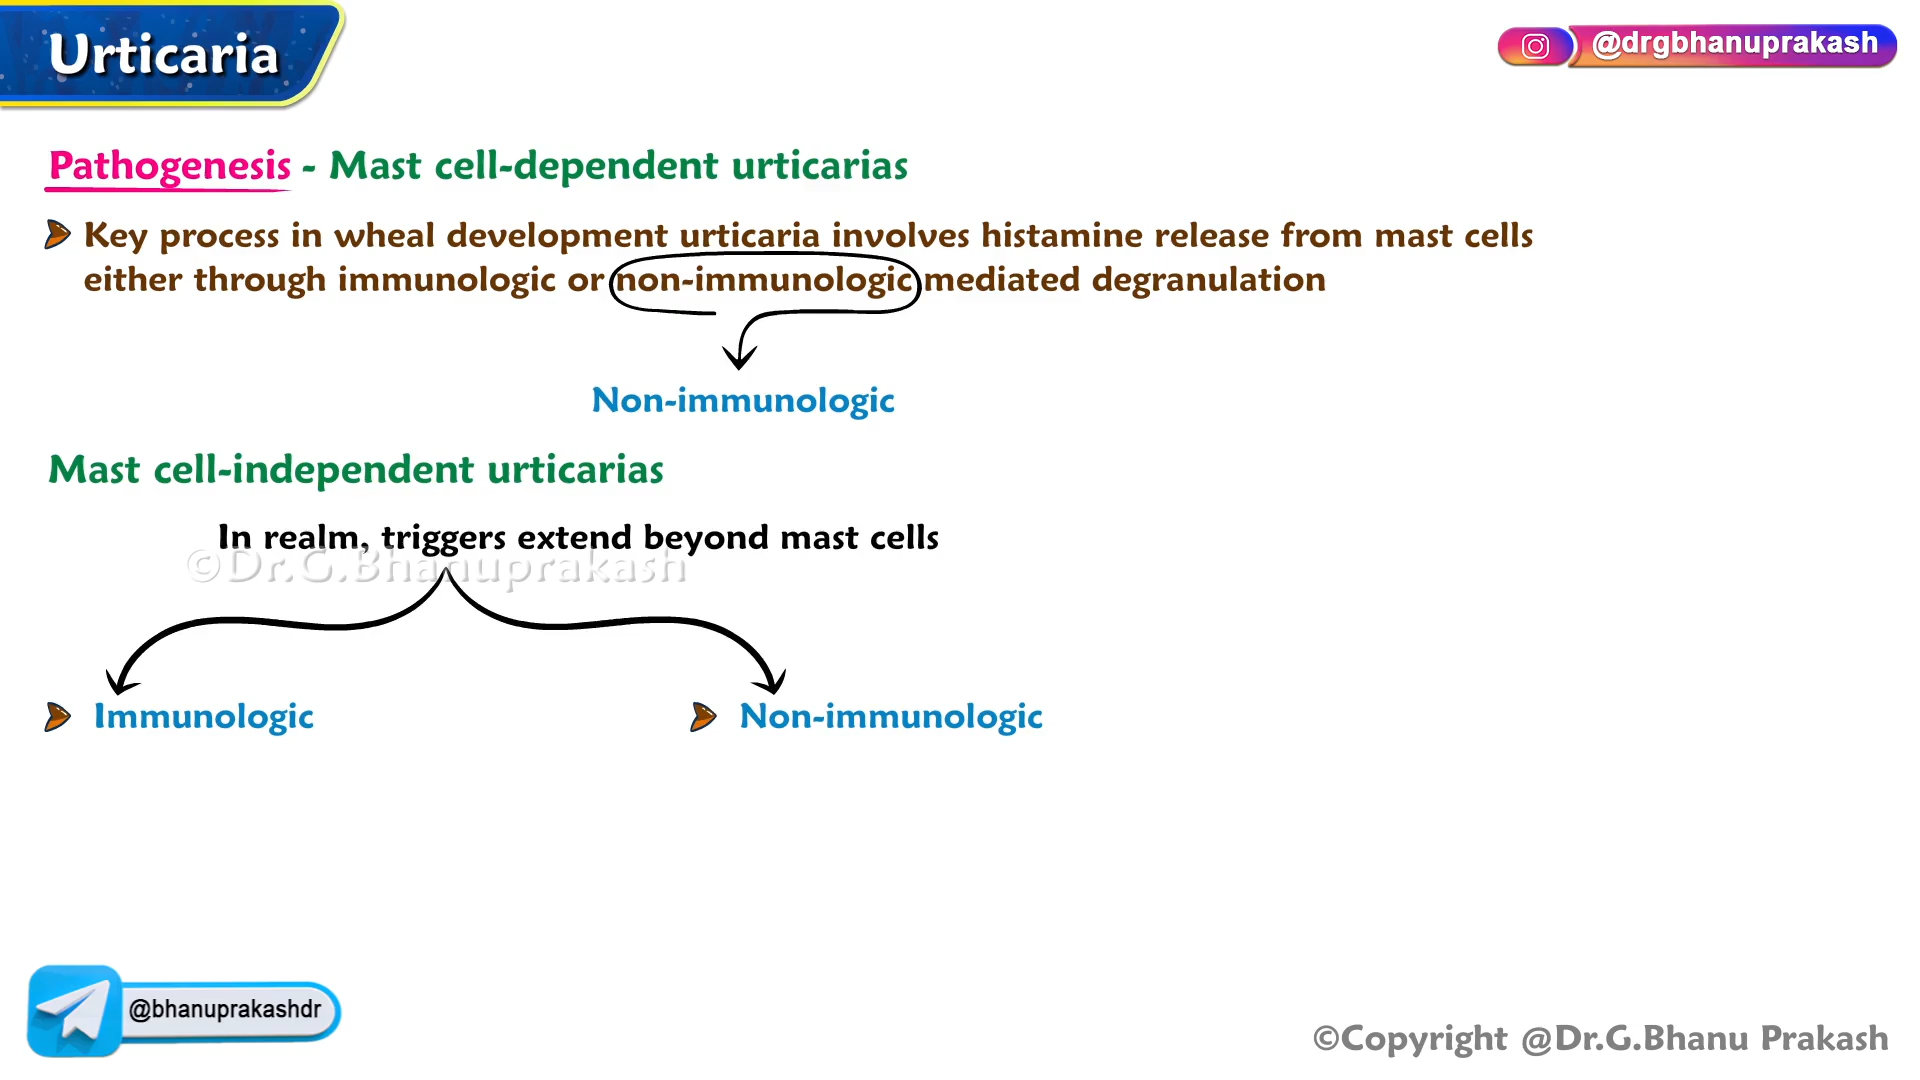 Urticaria
@drgbhanuprakash
Pathogenesis - Mast cell-dependent urticarias
Key process in wheal development urticaria involves histamine release from mast cells
either through immunologic or non-immunologic mediated degranulation
Non-immunologic
Mast cell-independent urticarias
In realm, triggers extend beyond mast cells
©Dr.G.Bhanuprakash
Immunologic
Non-immunologic
@bhanuprakashdr
©Copyright @Dr.G.Bhanu Prakash